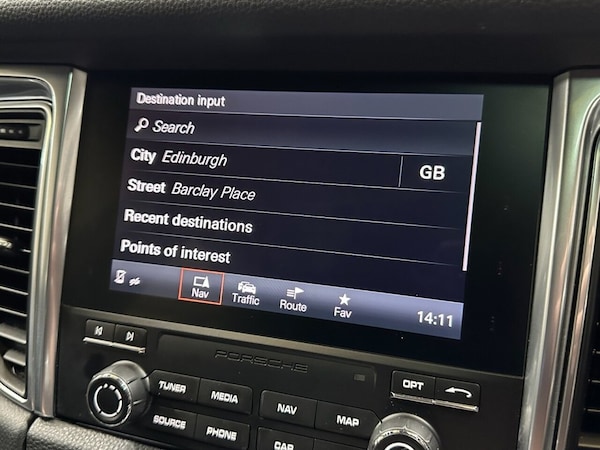 Destination input
Search
City Edinburgh GB
Street Barclay Place
Recent destinations
Points of interest
Nav Traffic Route Fav 14:11
PORSCHE
TUNER MEDIA NAV MAP OPT
SOURCE PHONE CAR